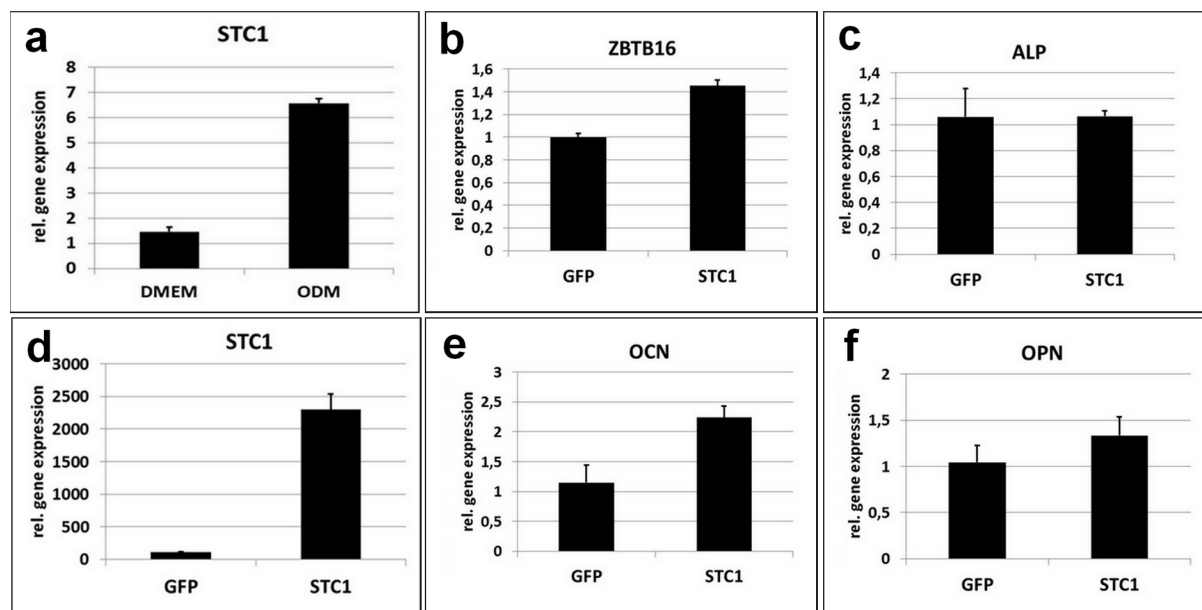 a
STC1
rel. gene expression
8
7
6
5
4
3
2
1
0
DMEM ODM
b
ZBTB16
rel. gene expression
1,6
1,4
1,2
1
0,8
0,6
0,4
0,2
0
GFP STC1
c
ALP
rel. gene expression
1,4
1,2
1
0,8
0,6
0,4
0,2
0
GFP STC1
d
STC1
rel. gene expression
3000
2500
2000
1500
1000
500
0
GFP STC1
e
OCN
rel. gene expression
3
2,5
2
1,5
1
0,5
0
GFP STC1
f
OPN
rel. gene expression
2
1,5
1
0,5
0
GFP STC1